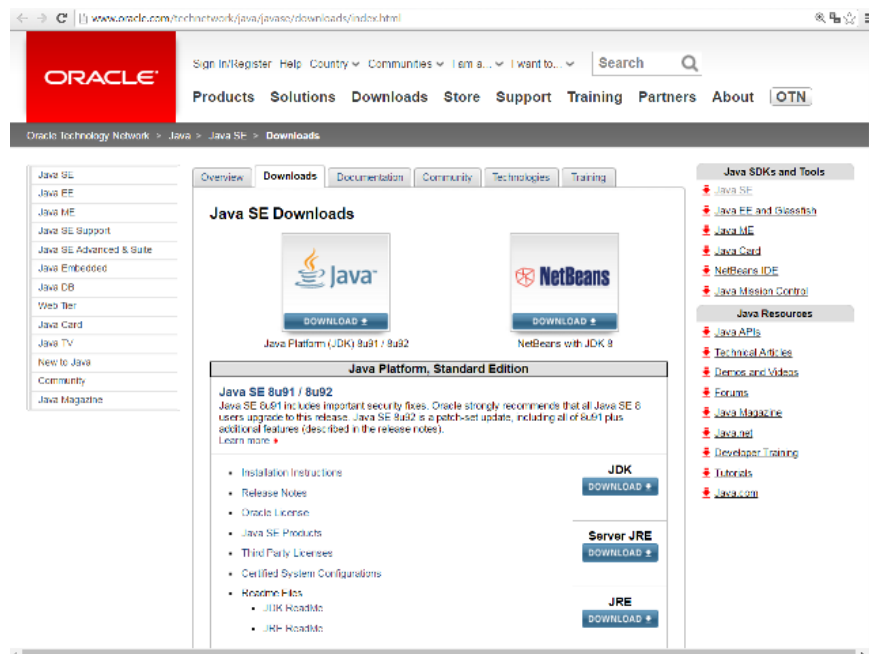 www.oracle.com/technetwork/java/javase/downloads/index.html
ORACLE
Sign In/Register Help Country Communities I am a... I want to... Search
Products Solutions Downloads Store Support Training Partners About OTN
Oracle Technology Network > Java > Java SE > Downloads
Java SE
Java EE
Java ME
Java SE Support
Java SE Advanced & Suite
Java Embedded
Java DB
Web Tier
Java Card
Java TV
New to Java
Community
Java Magazine
Overview Downloads Documentation Community Technologies Training
Java SE Downloads
Java
DOWNLOAD
Java Platform (JDK) 8u91 / 8u92
NetBeans
DOWNLOAD
NetBeans with JDK 8
Java Platform, Standard Edition
Java SE 8u91 / 8u92
Java SE 8u91 includes important security fixes. Oracle strongly recommends that all Java SE 8
users upgrade to this release. Java SE 8u92 is a patch-set update, including all of 8u91 plus
additional features (described in the release notes).
Learn more
Installation Instructions
Release Notes
Oracle License
Java SE Products
Third Party Licenses
Certified System Configurations
Readme Files
JDK ReadMe
JRE ReadMe
JDK
DOWNLOAD
Server JRE
DOWNLOAD
JRE
DOWNLOAD
Java SDKs and Tools
Java SE
Java EE and Glassfish
Java ME
Java Card
NetBeans IDE
Java Mission Control
Java Resources
Java APIs
Technical Articles
Demos and Videos
Forums
Java Magazine
Java.net
Developer Training
Tutorials
Java.com